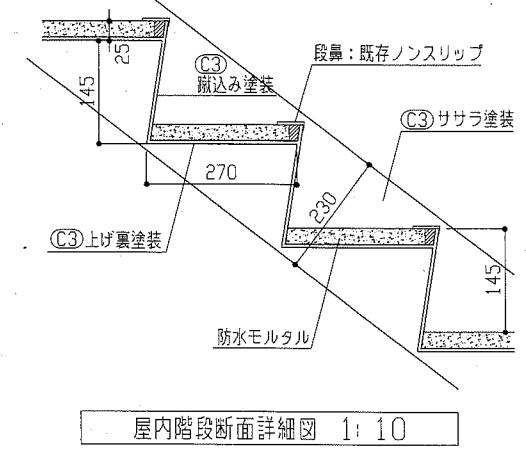 25
145
C3
蹴込み塗装
段鼻：既存ノンスリップ
C3 ササラ塗装
270
230
C3 上げ裏塗装
145
防水モルタル
屋内階段断面詳細図 1:10